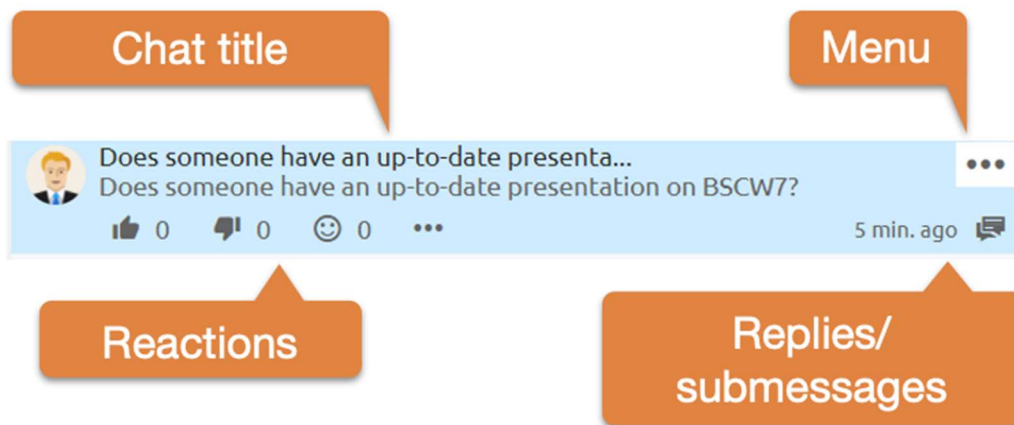 Chat title
Menu
Does someone have an up-to-date presenta...
Does someone have an up-to-date presentation on BSCW7?
0 0 0 5 min. ago
Reactions
Replies/
submessages